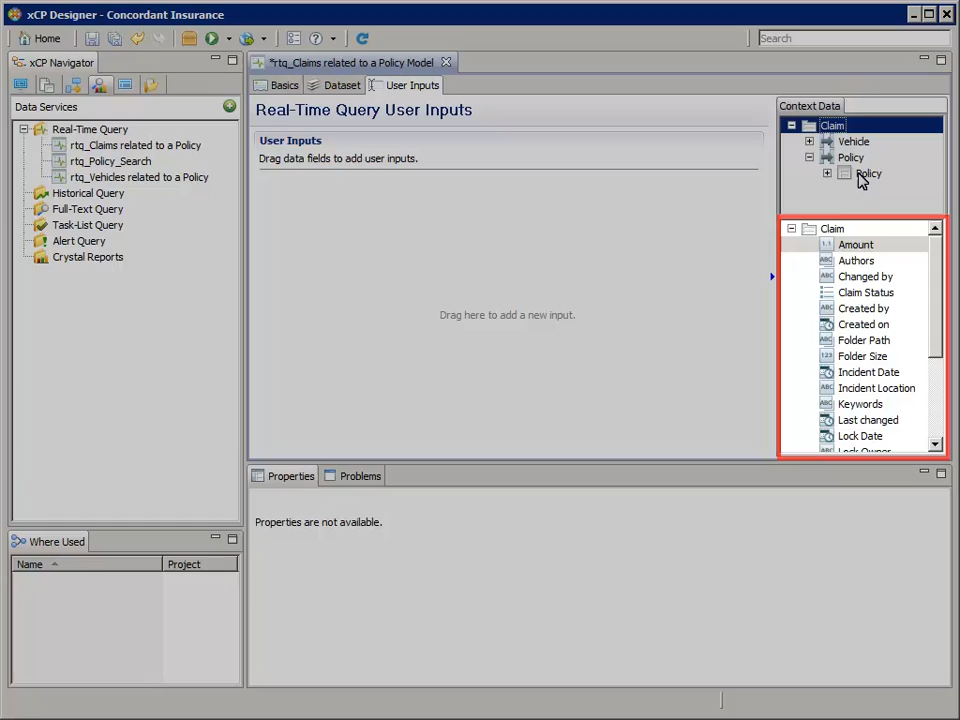 xCP Designer - Concordant Insurance
Home
Search
xCP Navigator
*rtq_Claims related to a Policy Model
Basics
Dataset
User Inputs
Data Services
Real-Time Query
rtq_Claims related to a Policy
rtq_Policy_Search
rtq_Vehicles related to a Policy
Historical Query
Full-Text Query
Task-List Query
Alert Query
Crystal Reports
Real-Time Query User Inputs
User Inputs
Drag data fields to add user inputs.
Drag here to add a new input.
Context Data
Claim
Vehicle
Policy
Policy
Claim
Amount
Authors
Changed by
Claim Status
Created by
Created on
Folder Path
Folder Size
Incident Date
Incident Location
Keywords
Last changed
Lock Date
Lock Owner
Properties
Problems
Properties are not available.
Where Used
Name
Project